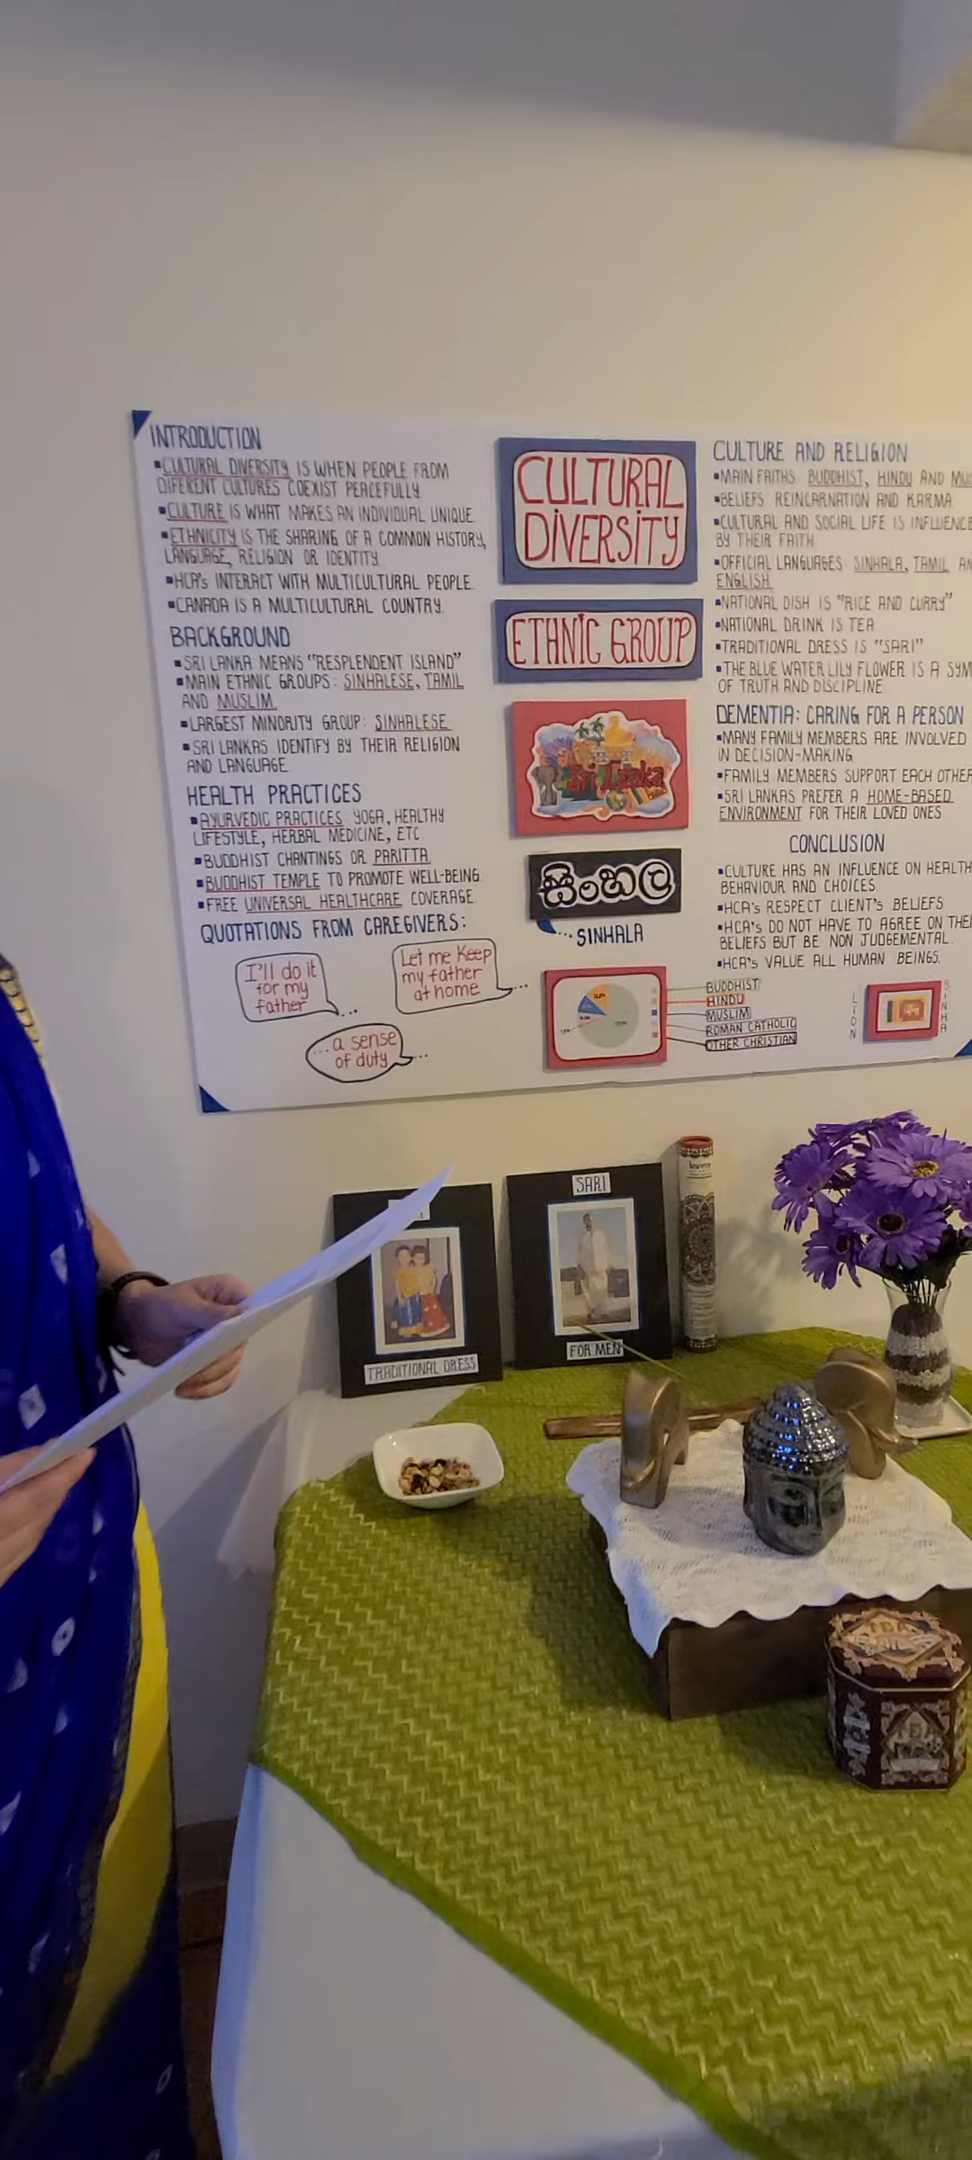 INTRODUCTION
▪CULTURAL DIVERSITY IS WHEN PEOPLE FROM
DIFERENT CULTURES COEXIST PEACEFULLY.
▪CULTURE IS WHAT MAKES AN INDIVIDUAL UNIQUE.
▪ETHNICITY IS THE SHARING OF A COMMON HISTORY,
LANGUAGE, RELIGION OR IDENTITY.
▪HCA's INTERACT WITH MULTICULTURAL PEOPLE.
▪CANADA IS A MULTICULTURAL COUNTRY.
BACKGROUND
▪SRI LANKA MEANS "RESPLENDENT ISLAND"
▪MAIN ETHNIC GROUPS: SINHALESE, TAMIL
AND MUSLIM.
▪LARGEST MINORITY GROUP: SINHALESE
▪SRI LANKAS IDENTIFY BY THEIR RELIGION
AND LANGUAGE.
HEALTH PRACTICES
▪AYURVEDIC PRACTICES: YOGA, HEALTHY
LIFESTYLE, HERBAL MEDICINE, ETC
▪BUDDHIST CHANTINGS OR PARITTA.
▪BUDDHIST TEMPLE TO PROMOTE WELL-BEING.
▪FREE UNIVERSAL HEALTHCARE COVERAGE.
QUOTATIONS FROM CAREGIVERS:
I'll do it
for my
father
Let me Keep
my father
at home
...a sense
of duty
CULTURAL
DIVERSITY
ETHNIC GROUP
Sri Lanka
සිංහල
SINHALA
BUDDHIST
HINDU
MUSLIM
ROMAN CATHOLIC
OTHER CHRISTIAN
LION
SINHA
CULTURE AND RELIGION
▪MAIN FAITHS: BUDDHIST, HINDU AND
▪BELIEFS: REINCARNATION AND KARMA.
▪CULTURAL AND SOCIAL LIFE IS
BY THEIR FAITH
▪OFFICIAL LANGUAGES: SINHALA, TAMIL
ENGLISH.
▪NATIONAL DISH IS "RICE AND CURRY"
▪NATIONAL DRINK IS TEA
▪TRADITIONAL DRESS IS "SARI"
▪THE BLUE WATER LILY FLOWER IS A
OF TRUTH AND DISCIPLINE
DEMENTIA: CARING FOR A PERSON
▪MANY FAMILY MEMBERS ARE INVOLVED
IN DECISION-MAKING
▪FAMILY MEMBERS SUPPORT EACH OTHER
▪SRI LANKAS PREFER A HOME-BASED
ENVIRONMENT FOR THEIR LOVED ONES
CONCLUSION
▪CULTURE HAS AN INFLUENCE ON HEALTH
BEHAVIOUR AND CHOICES.
▪HCA's RESPECT CLIENT'S BELIEFS
▪HCA's DO NOT HAVE TO AGREE ON
BELIEFS BUT BE NON JUDGEMENTAL.
▪HCA's VALUE ALL HUMAN BEINGS.
TRADITIONAL DRESS
SARI
FOR MEN